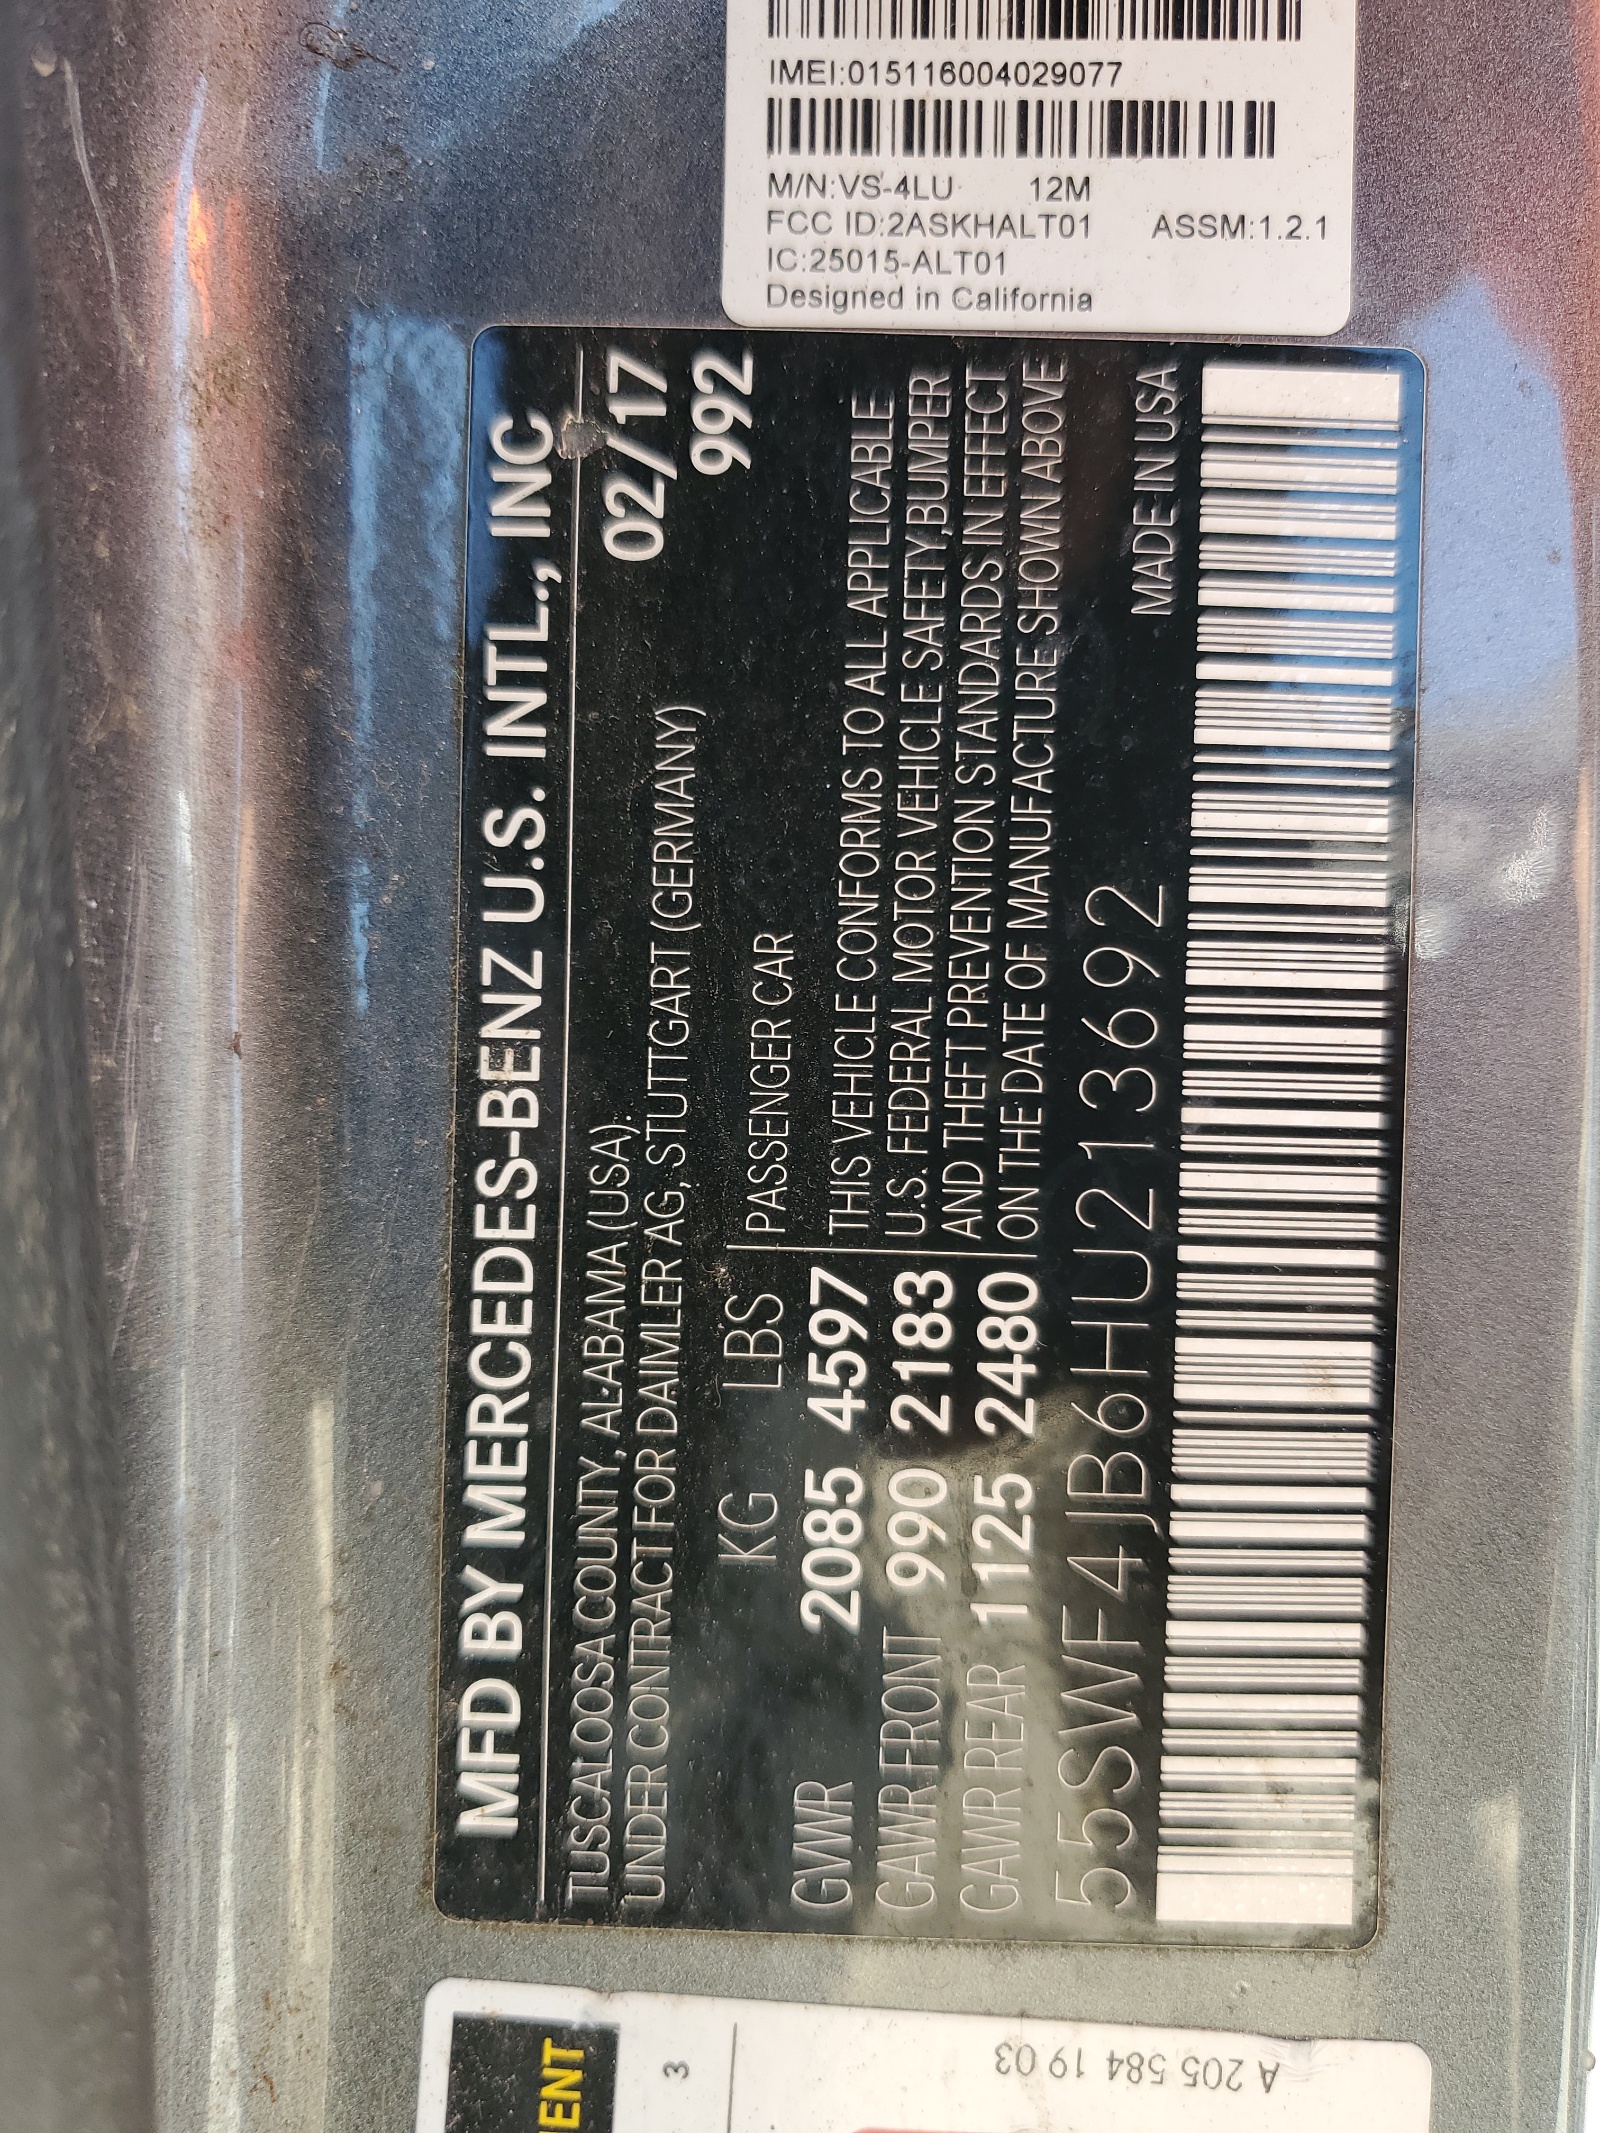 IMEI:015116004029077
M/N:VS-4LU 12M
FCC ID:2ASKHALT01 ASSM:1.2.1
IC:25015-ALT01
Designed in California
MFD BY MERCEDES-BENZ U.S. INTL., INC
TUSCALOOSA COUNTY, ALABAMA (USA). 02/17
UNDER CONTRACT FOR DAIMLER AG, STUTTGART (GERMANY) 992
KG LBS PASSENGER CAR
GVWR 2085 4597 THIS VEHICLE CONFORMS TO ALL APPLICABLE
GAWR FRONT 990 2183 U.S. FEDERAL MOTOR VEHICLE SAFETY, BUMPER
GAWR REAR 1125 2480 AND THEFT PREVENTION STANDARDS IN EFFECT
ON THE DATE OF MANUFACTURE SHOWN ABOVE
55SWF4JB6HU213692 MADE IN USA
3
A 205 584 19 03